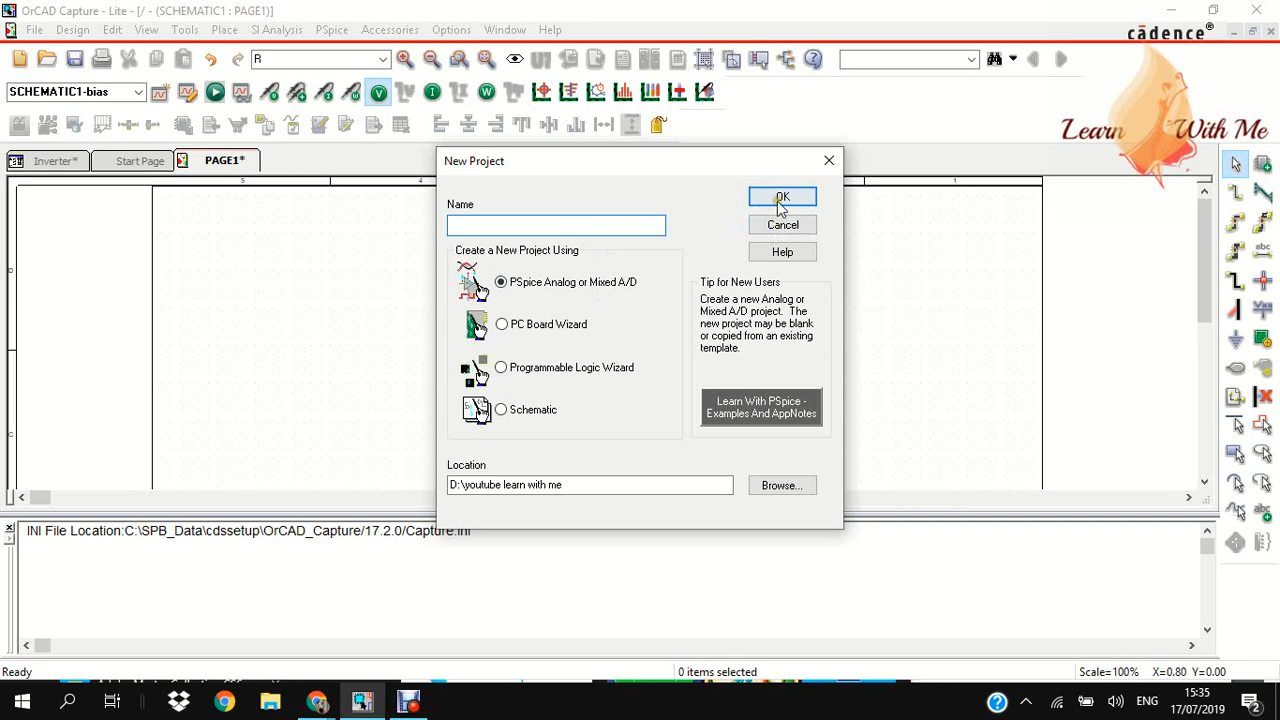 OrCAD Capture - Lite - [/ - (SCHEMATIC1 : PAGE1)]
File Design Edit View Tools Place SI Analysis PSpice Accessories Options Window Help
cādence®
R
SCHEMATIC1-bias
V I W
Learn With Me
Inverter* Start Page PAGE1*
5 4 1
New Project
OK
Name
Cancel
Create a New Project Using
Help
PSpice Analog or Mixed A/D
Tip for New Users
Create a new Analog or
Mixed A/D project. The
new project may be blank
or copied from an existing
template.
PC Board Wizard
Programmable Logic Wizard
Learn With PSpice -
Examples And AppNotes
Schematic
D
C
Location
D:\youtube learn with me
Browse...
INI File Location:C:\SPB_Data\cdssetup\OrCAD_Capture/17.2.0/Capture.ini
Ready 0 items selected Scale=100% X=0.80 Y=0.00
ENG
15:35
17/07/2019
2